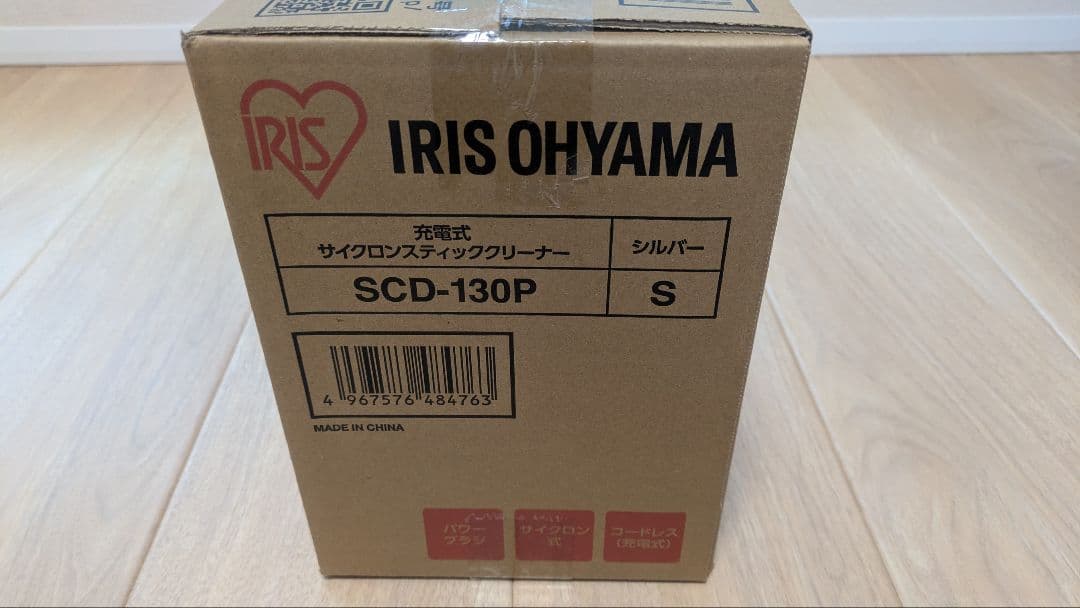 IRIS
IRIS OHYAMA
充電式
サイクロンスティッククリーナー
シルバー
SCD-130P
S
4 967576 484763
MADE IN CHINA
パワー
ブラシ
サイクロン
式
コードレス
(充電式)